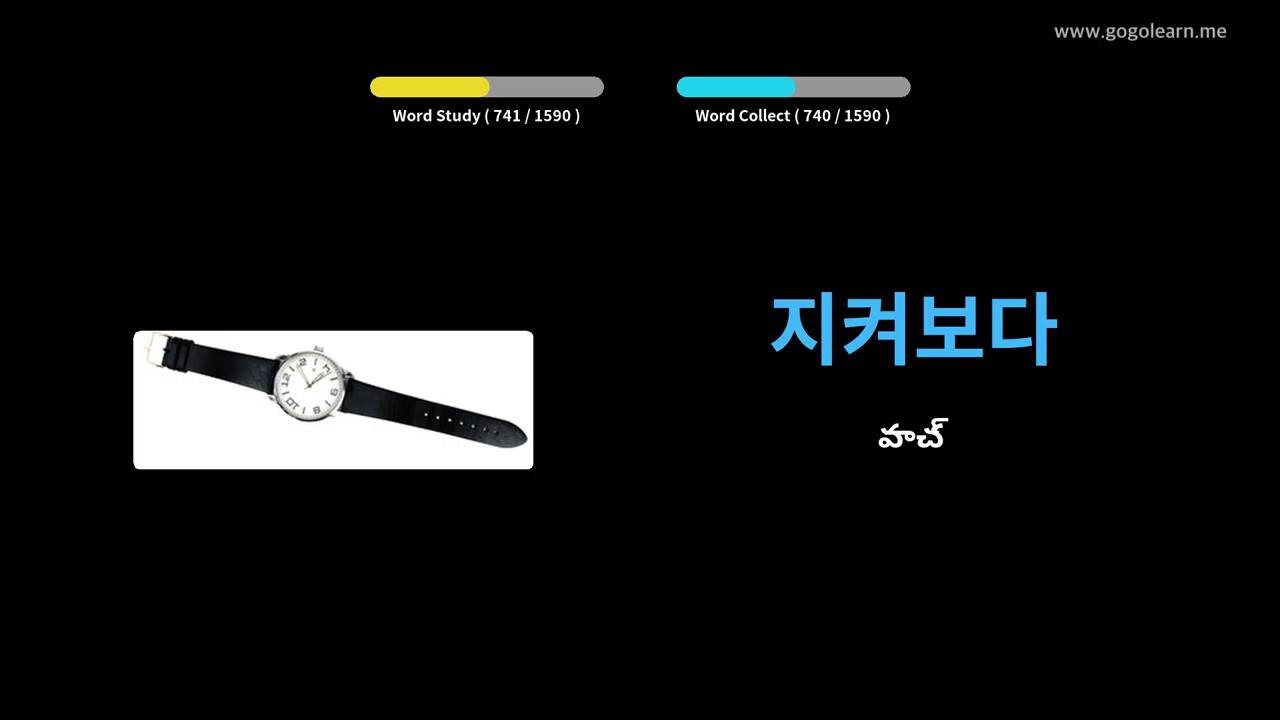 www.gogolearn.me
Word Study ( 741 / 1590 )
Word Collect ( 740 / 1590 )
지켜보다
వాచ్